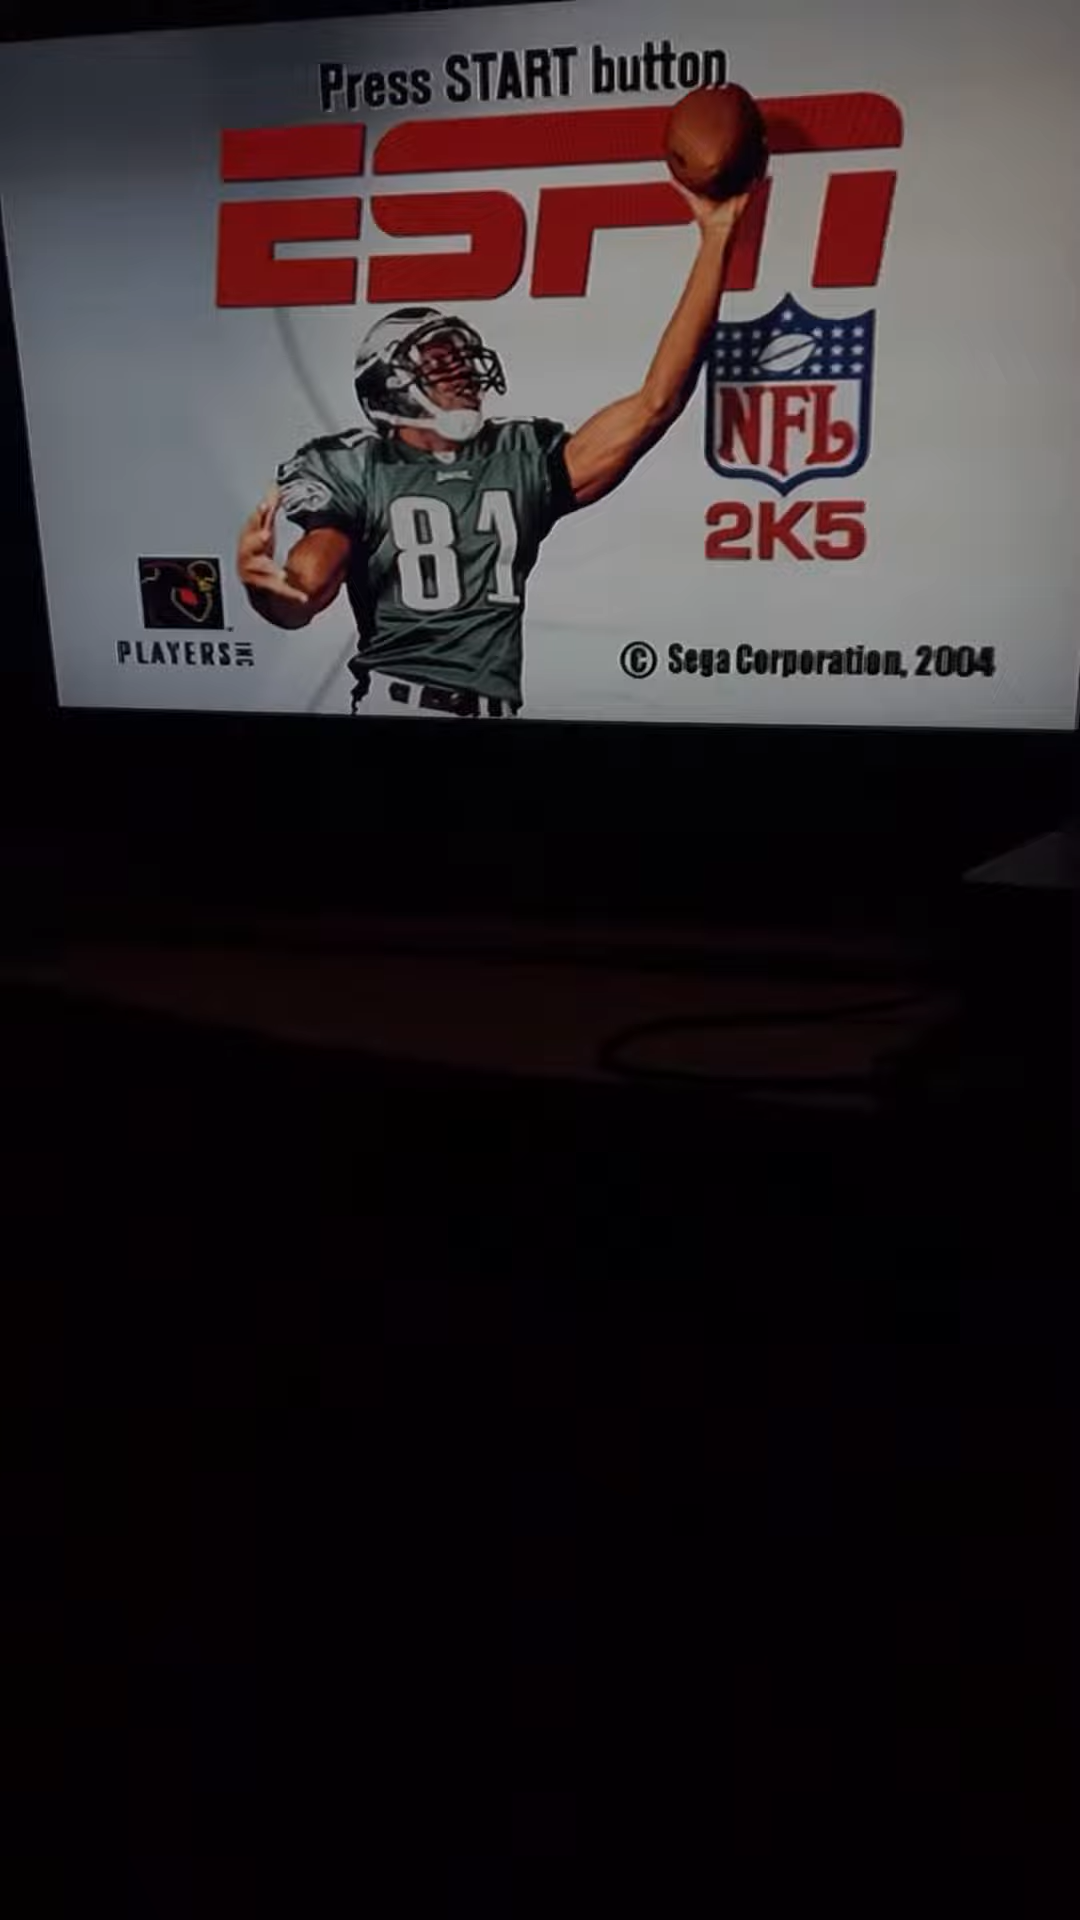 Press START button
ESPN
NFL
2K5
81
PLAYERS INC
© Sega Corporation, 2004